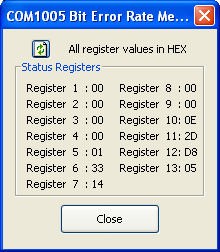 COM1005 Bit Error Rate Me...
All register values in HEX
Status Registers
Register 1 : 00 Register 8 : 00
Register 2 : 00 Register 9 : 00
Register 3 : 00 Register 10: 0E
Register 4 : 00 Register 11: 2D
Register 5 : 01 Register 12: D8
Register 6 : 33 Register 13: 05
Register 7 : 14
Close